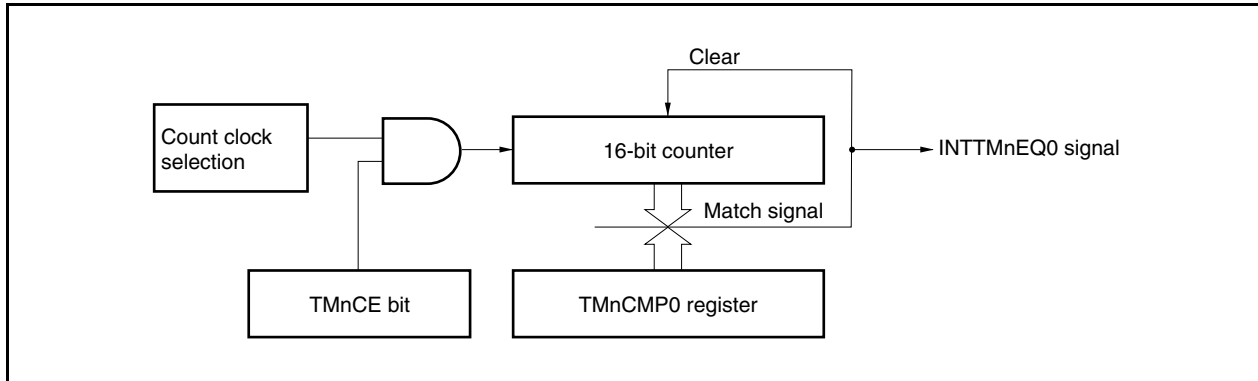 Clear
Count clock
selection
16-bit counter
INTTMnEQ0 signal
Match signal
TMnCE bit
TMnCMP0 register